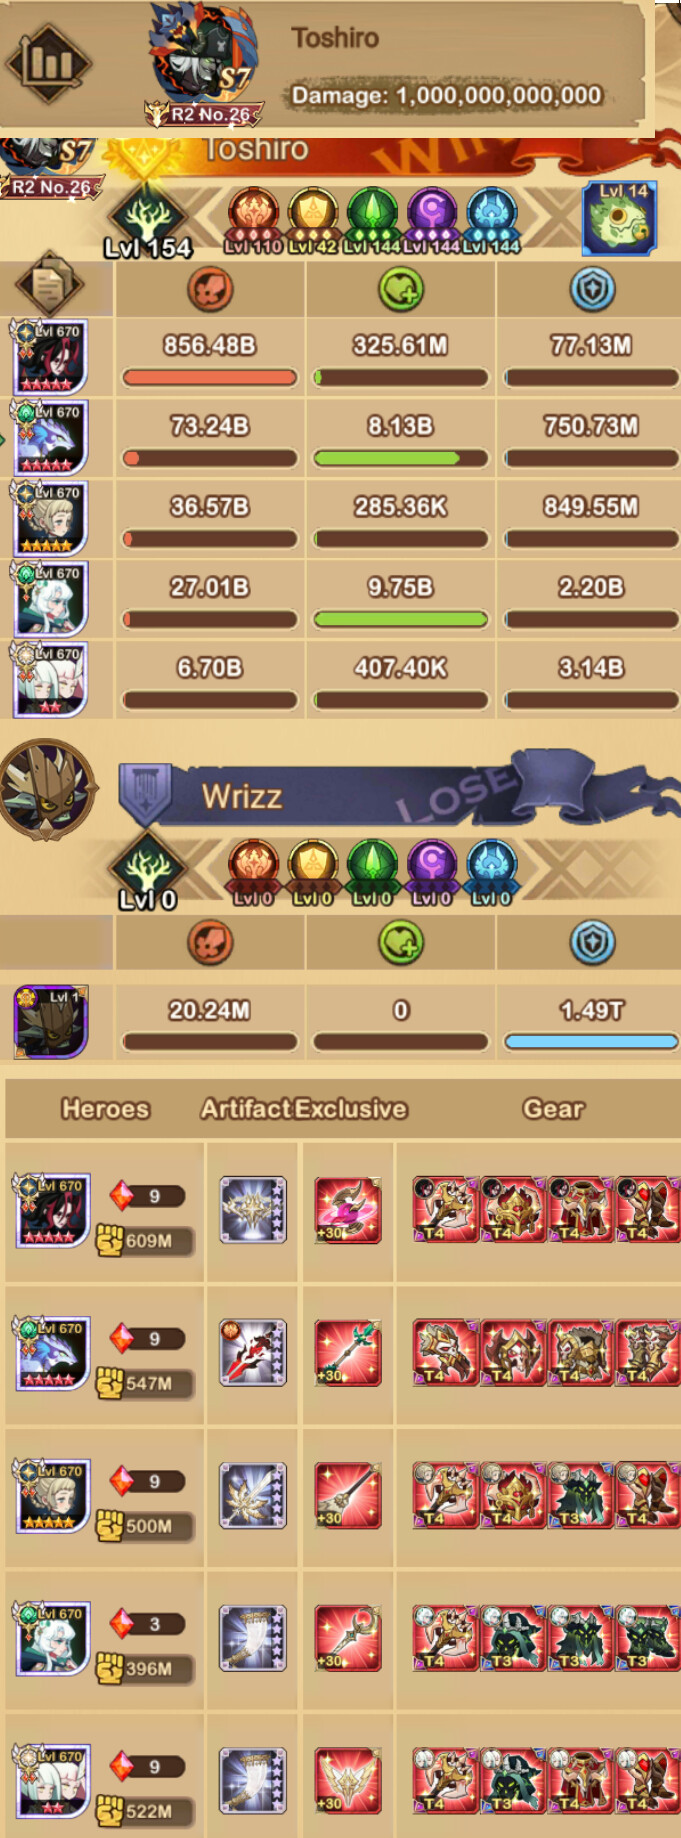 Toshiro
S7
Damage: 1,000,000,000,000
R2 No.26
S7
Toshiro
R2 No.26
Lvl 14
Lvl 154
Lvl 110 Lvl 42 Lvl 144 Lvl 144 Lvl 144
Lvl 670
856.48B 325.61M 77.13M
Lvl 670
73.24B 8.13B 750.73M
Lvl 670
36.57B 285.36K 849.55M
Lvl 670
27.01B 9.75B 2.20B
Lvl 670
6.70B 407.40K 3.14B
Wrizz
LOSE
Lvl 0
Lvl 0 Lvl 0 Lvl 0 Lvl 0 Lvl 0
Lvl 1
20.24M 0 1.49T
Heroes Artifact Exclusive Gear
Lvl 670
9
609M +30 T4 T4 T4 T4
Lvl 670
9
547M +30 T4 T4 T4 T4
Lvl 670
9
500M +30 T4 T4 T3 T4
Lvl 670
3
396M +30 T4 T3 T3 T3
Lvl 670
9
522M +30 T4 T3 T4 T4